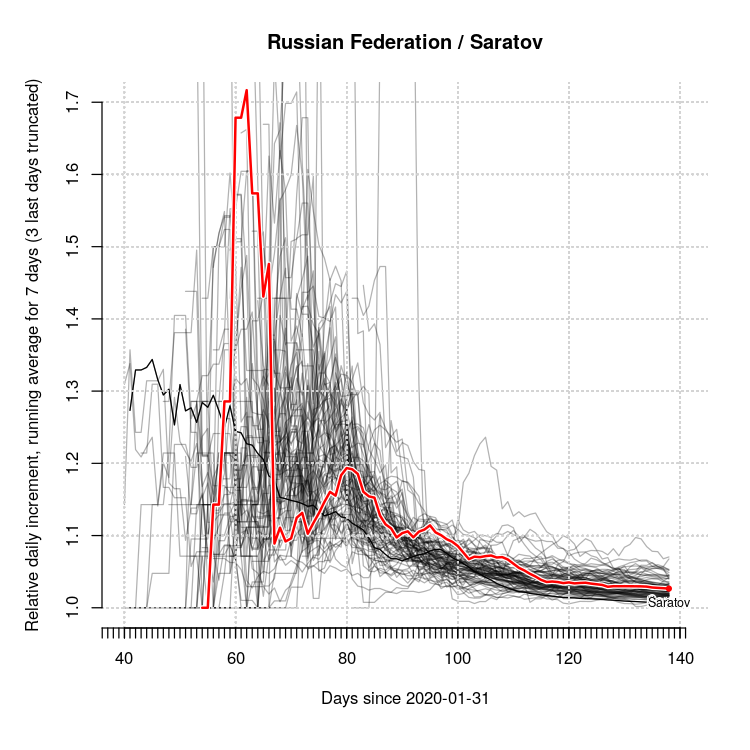 Russian Federation / Saratov
Relative daily increment, running average for 7 days (3 last days truncated)
1.7
1.6
1.5
1.4
1.3
1.2
1.1
1.0
Saratov
40 60 80 100 120 140
Days since 2020-01-31